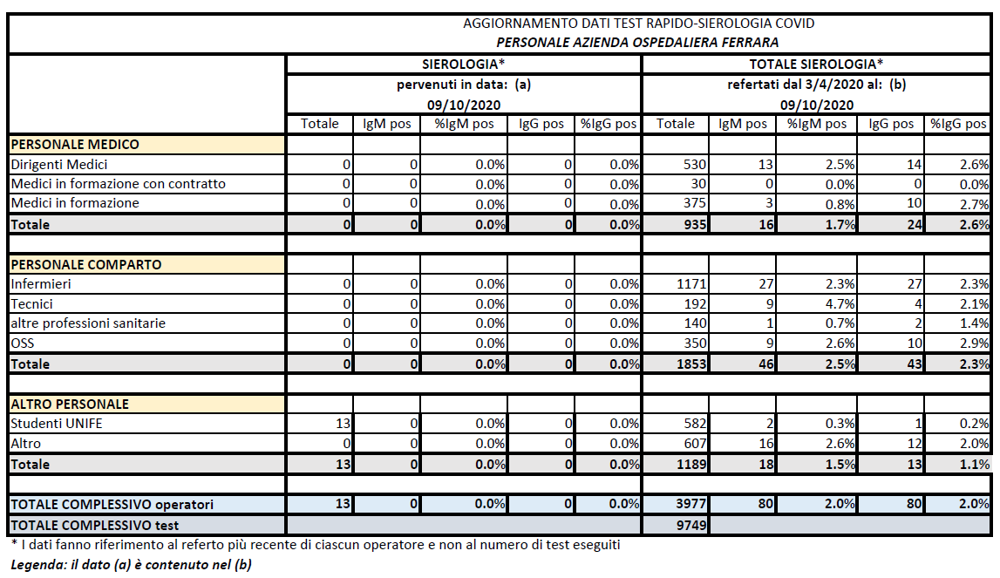 AGGIORNAMENTO DATI TEST RAPIDO-SIEROLOGIA COVID
PERSONALE AZIENDA OSPEDALIERA FERRARA
SIEROLOGIA* TOTALE SIEROLOGIA*
pervenuti in data: (a) refertati dal 3/4/2020 al: (b)
09/10/2020 09/10/2020
Totale IgM pos %IgM pos IgG pos %IgG pos Totale IgM pos %IgM pos IgG pos %IgG pos
PERSONALE MEDICO
Dirigenti Medici 0 0 0.0% 0 0.0% 530 13 2.5% 14 2.6%
Medici in formazione con contratto 0 0 0.0% 0 0.0% 30 0 0.0% 0 0.0%
Medici in formazione 0 0 0.0% 0 0.0% 375 3 0.8% 10 2.7%
Totale 0 0 0.0% 0 0.0% 935 16 1.7% 24 2.6%
PERSONALE COMPARTO
Infermieri 0 0 0.0% 0 0.0% 1171 27 2.3% 27 2.3%
Tecnici 0 0 0.0% 0 0.0% 192 9 4.7% 4 2.1%
altre professioni sanitarie 0 0 0.0% 0 0.0% 140 1 0.7% 2 1.4%
OSS 0 0 0.0% 0 0.0% 350 9 2.6% 10 2.9%
Totale 0 0 0.0% 0 0.0% 1853 46 2.5% 43 2.3%
ALTRO PERSONALE
Studenti UNIFE 13 0 0.0% 0 0.0% 582 2 0.3% 1 0.2%
Altro 0 0 0.0% 0 0.0% 607 16 2.6% 12 2.0%
Totale 13 0 0.0% 0 0.0% 1189 18 1.5% 13 1.1%
TOTALE COMPLESSIVO operatori 13 0 0.0% 0 0.0% 3977 80 2.0% 80 2.0%
TOTALE COMPLESSIVO test 9749
* I dati fanno riferimento al referto più recente di ciascun operatore e non al numero di test eseguiti
Legenda: il dato (a) è contenuto nel (b)